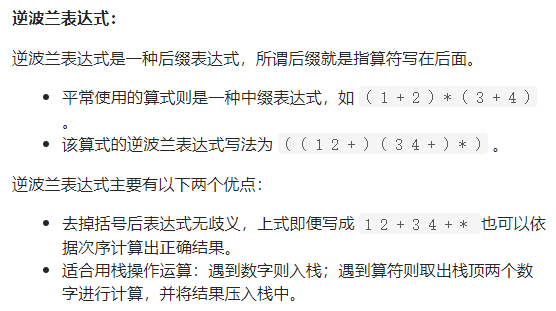 逆波兰表达式：
逆波兰表达式是一种后缀表达式，所谓后缀就是指算符写在后面。
• 平常使用的算式则是一种中缀表达式，如 ( 1 + 2 ) * ( 3 + 4 )
。
• 该算式的逆波兰表达式写法为 ( ( 1 2 + ) ( 3 4 + ) * ) 。
逆波兰表达式主要有以下两个优点：
• 去掉括号后表达式无歧义，上式即便写成 1 2 + 3 4 + * 也可以依
据次序计算出正确结果。
• 适合用栈操作运算：遇到数字则入栈；遇到算符则取出栈顶两个数
字进行计算，并将结果压入栈中。